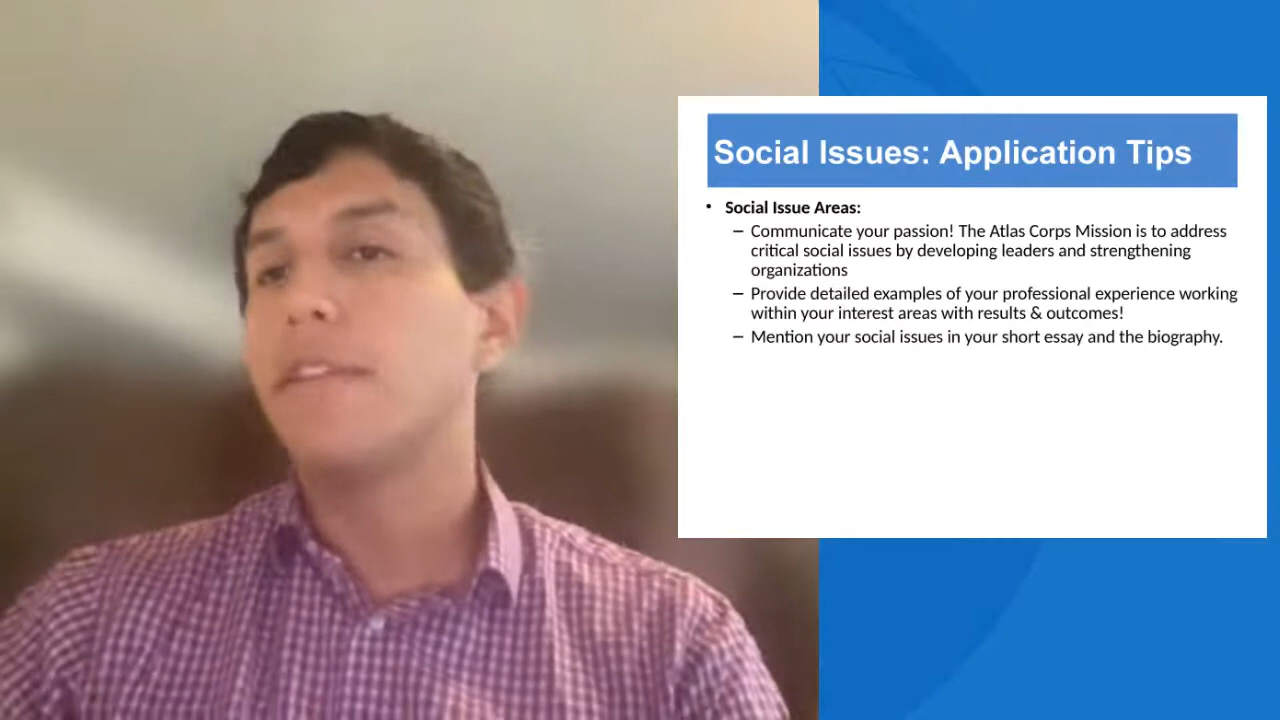 Social Issues: Application Tips
• Social Issue Areas:
– Communicate your passion! The Atlas Corps Mission is to address
critical social issues by developing leaders and strengthening
organizations
– Provide detailed examples of your professional experience working
within your interest areas with results & outcomes!
– Mention your social issues in your short essay and the biography.